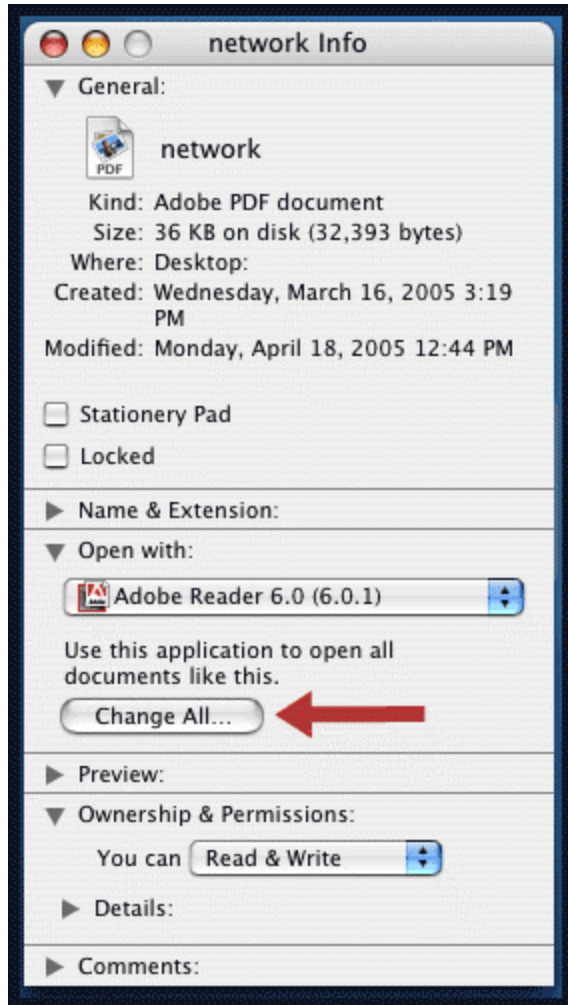 network Info
General:
PDF
network
Kind: Adobe PDF document
Size: 36 KB on disk (32,393 bytes)
Where: Desktop:
Created: Wednesday, March 16, 2005 3:19
PM
Modified: Monday, April 18, 2005 12:44 PM
Stationery Pad
Locked
Name & Extension:
Open with:
Adobe Reader 6.0 (6.0.1)
Use this application to open all
documents like this.
Change All...
Preview:
Ownership & Permissions:
You can Read & Write
Details:
Comments: